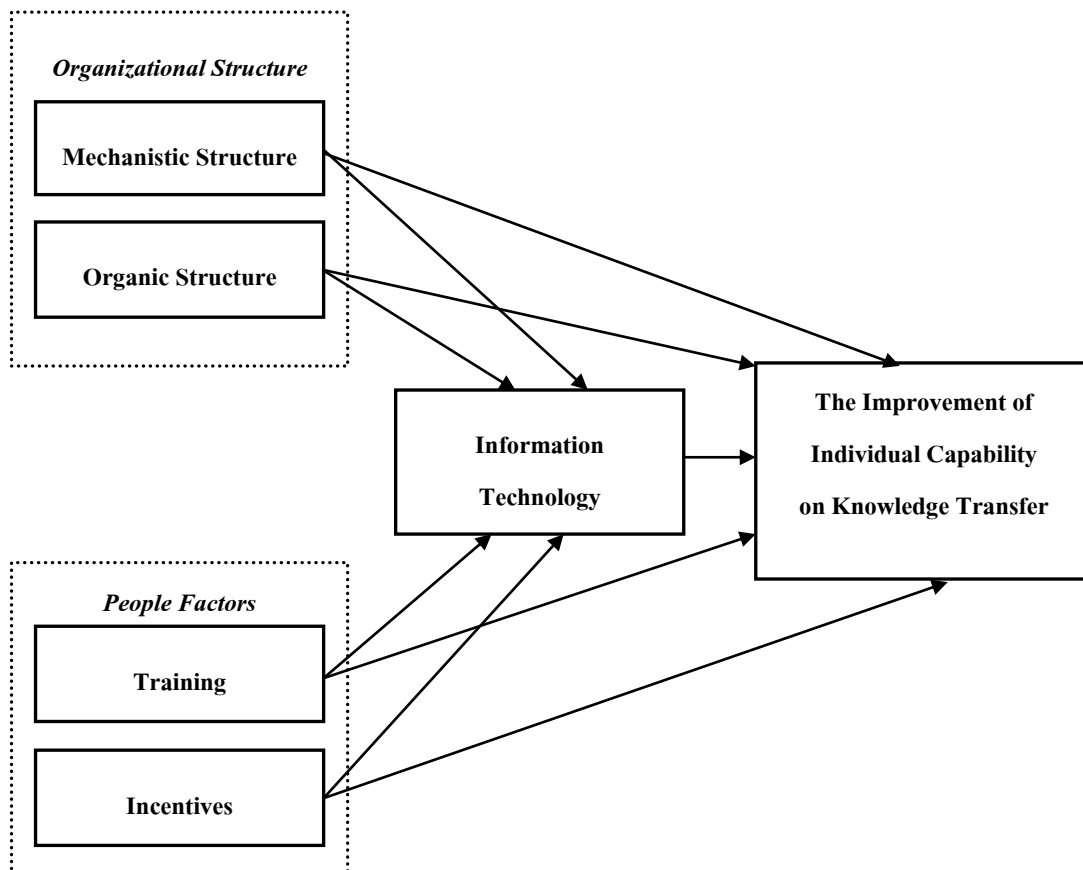 Organizational Structure
Mechanistic Structure
Organic Structure
Information
Technology
The Improvement of
Individual Capability
on Knowledge Transfer
People Factors
Training
Incentives